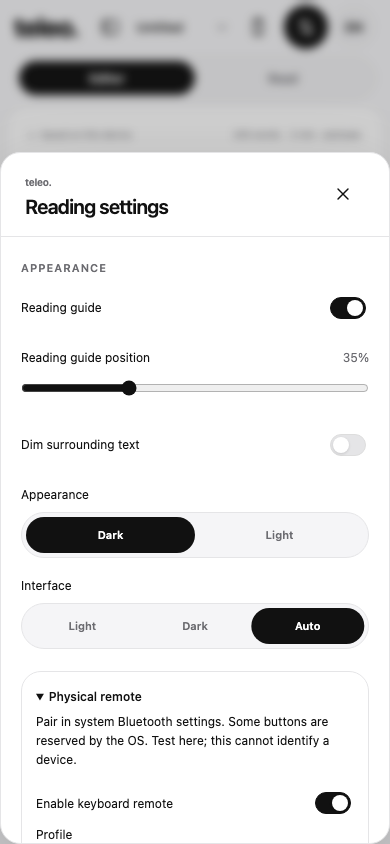 teleo.
teleo.
Reading settings
APPEARANCE
Reading guide
Reading guide position 35%
Dim surrounding text
Appearance
Dark Light
Interface
Light Dark Auto
▼ Physical remote
Pair in system Bluetooth settings. Some buttons are
reserved by the OS. Test here; this cannot identify a
device.
Enable keyboard remote
Profile